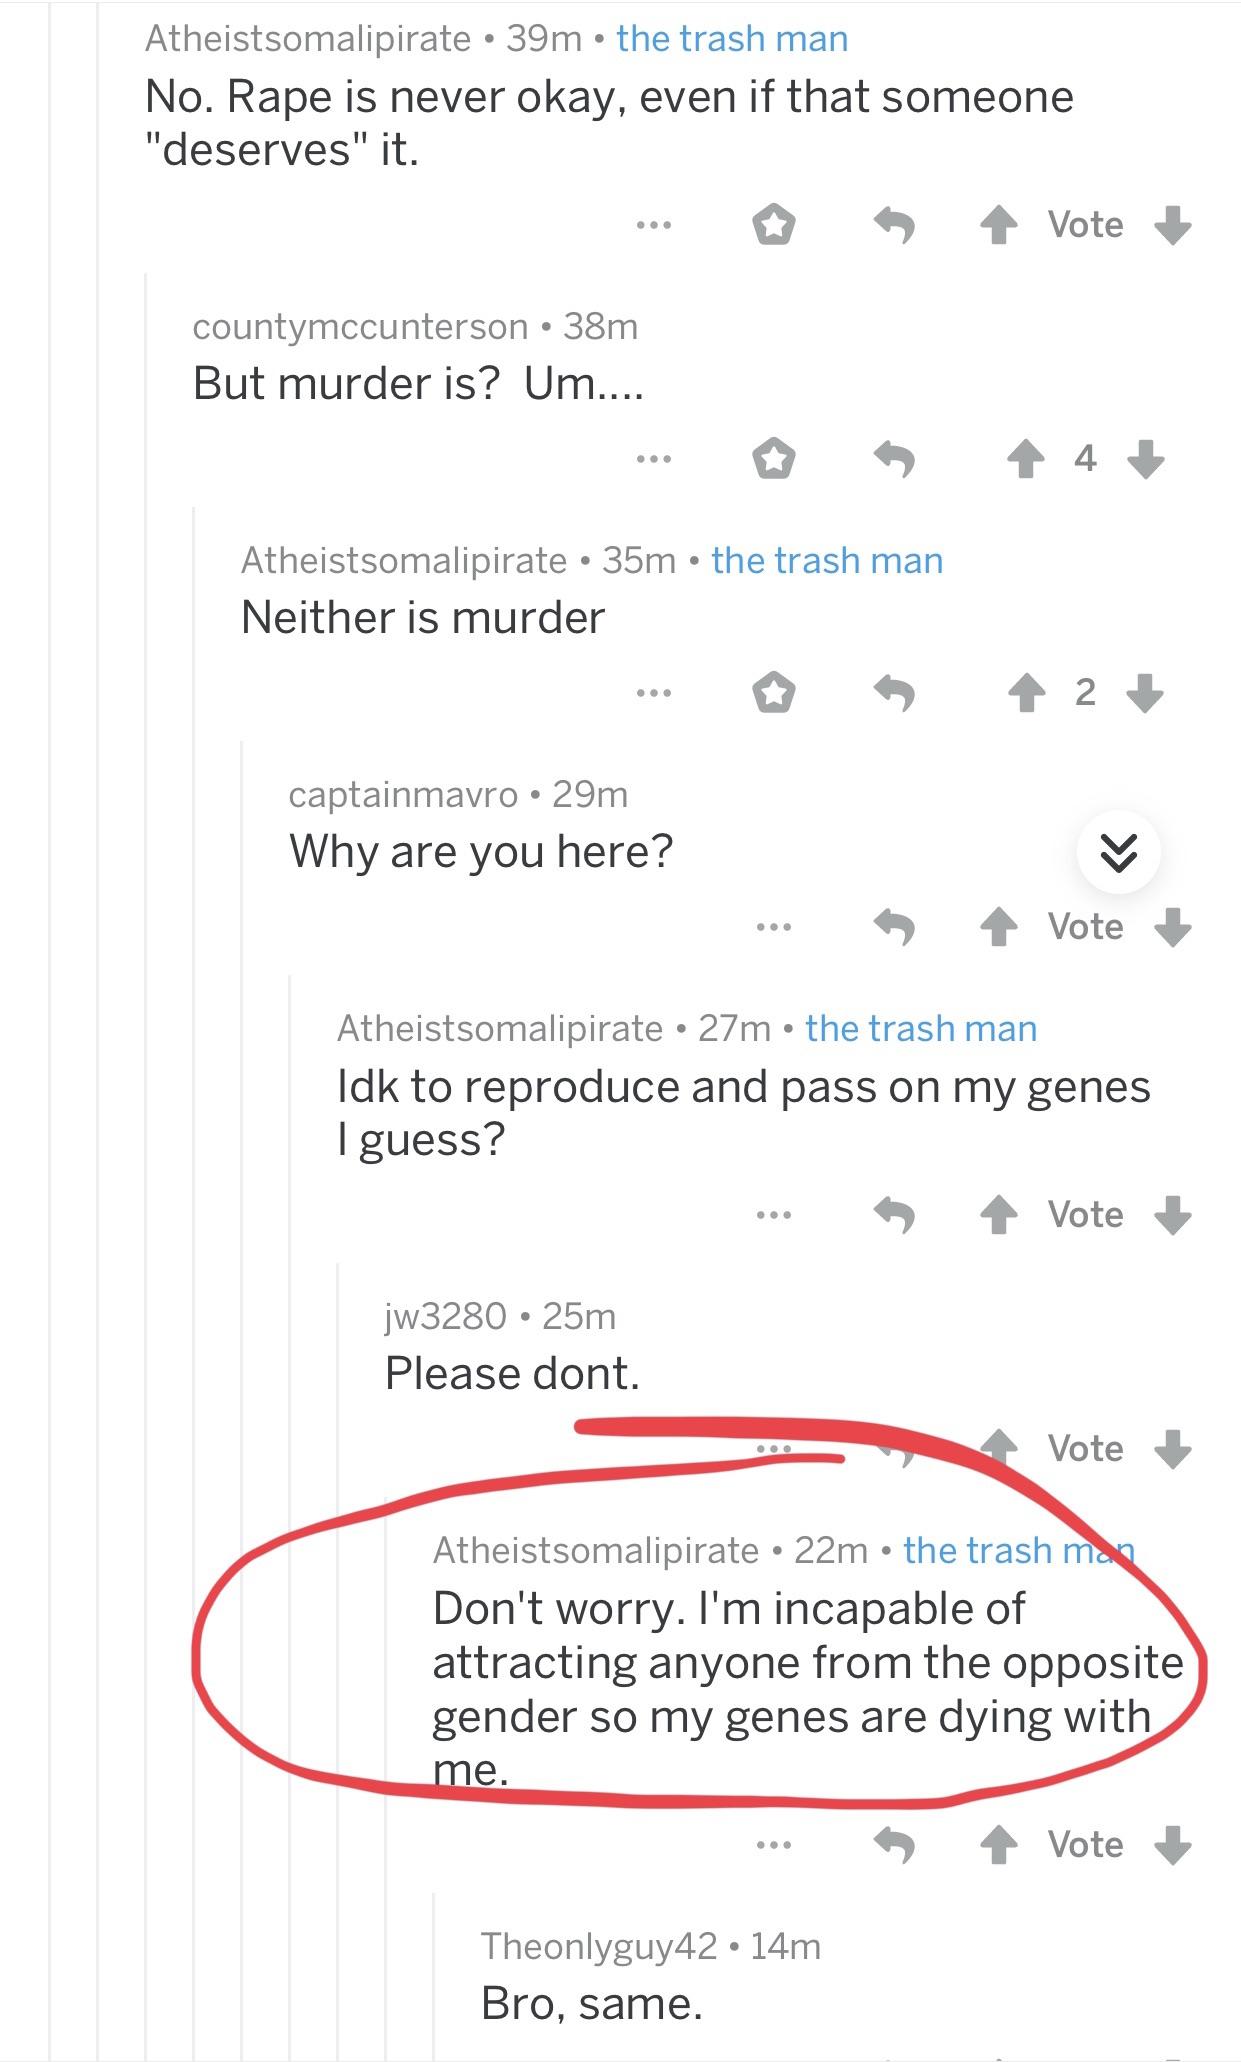 Atheistsomalipirate • 39m • the trash man
No. Rape is never okay, even if that someone
"deserves" it.
Vote
countymccunterson • 38m
But murder is?  Um....
4
Atheistsomalipirate • 35m • the trash man
Neither is murder
2
captainmavro • 29m
Why are you here?
Vote
Atheistsomalipirate • 27m • the trash man
Idk to reproduce and pass on my genes
I guess?
Vote
jw3280 • 25m
Please dont.
Vote
Atheistsomalipirate • 22m • the trash man
Don't worry. I'm incapable of
attracting anyone from the opposite
gender so my genes are dying with
me.
Vote
Theonlyguy42 • 14m
Bro, same.